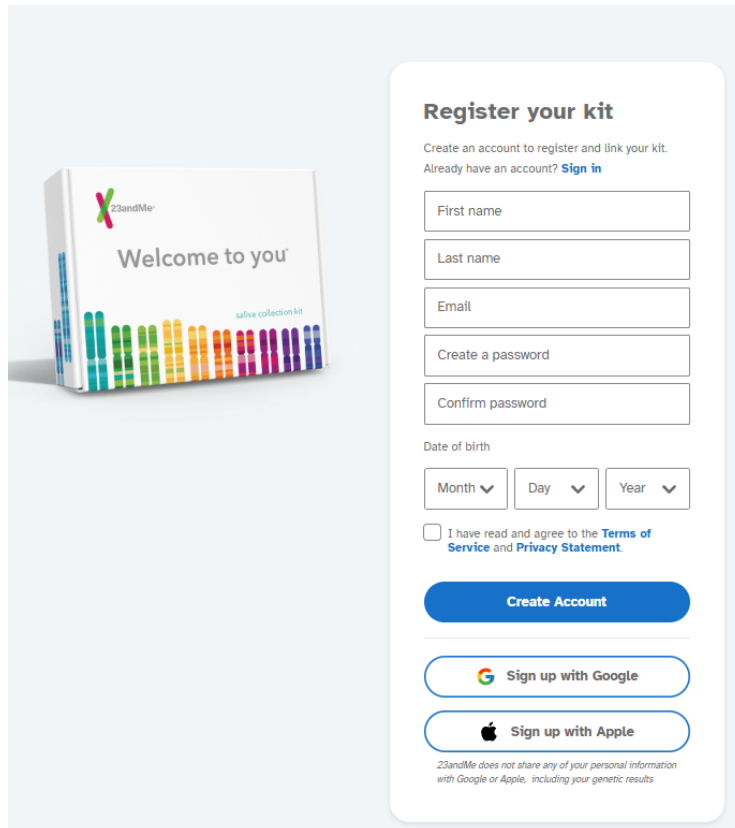 23andMe
Welcome to you
saliva collection kit
Register your kit
Create an account to register and link your kit.
Already have an account? Sign in
First name
Last name
Email
Create a password
Confirm password
Date of birth
Month
Day
Year
I have read and agree to the Terms of
Service and Privacy Statement.
Create Account
Sign up with Google
Sign up with Apple
23andMe does not share any of your personal information
with Google or Apple, including your genetic results